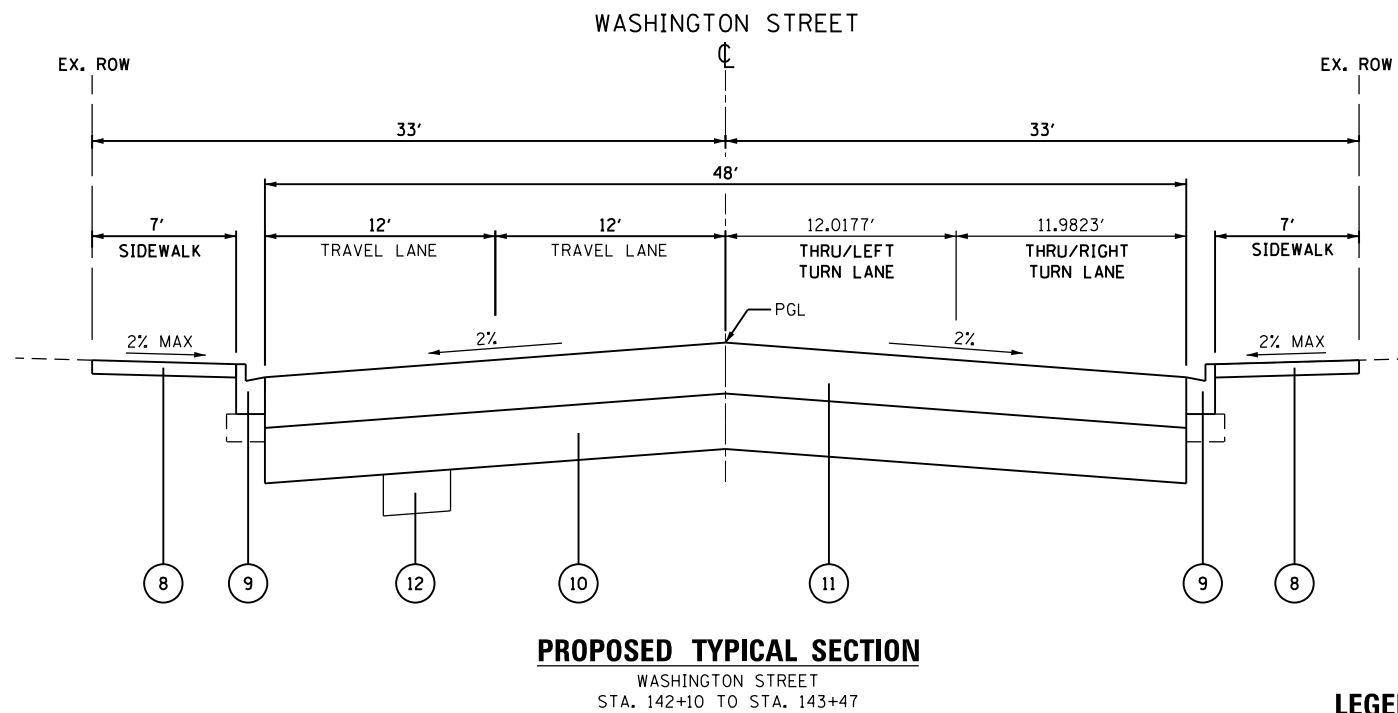 WASHINGTON STREET
℄
EX. ROW
EX. ROW
33'
33'
48'
7'
SIDEWALK
12'
TRAVEL LANE
12'
TRAVEL LANE
12.0177'
THRU/LEFT
TURN LANE
11.9823'
THRU/RIGHT
TURN LANE
7'
SIDEWALK
PGL
2% MAX
2%
2%
2% MAX
8
9
12
10
11
9
8
PROPOSED TYPICAL SECTION
WASHINGTON STREET
STA. 142+10 TO STA. 143+47